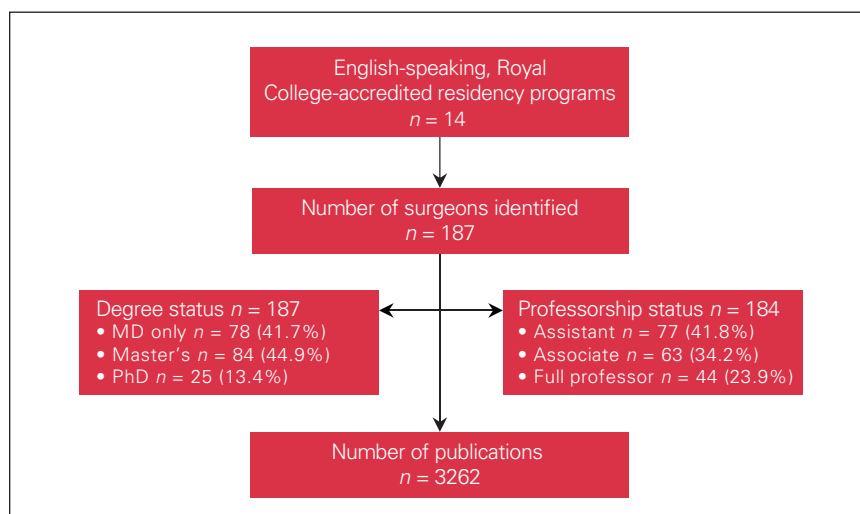 English-speaking, Royal
College-accredited residency programs
n = 14
Number of surgeons identified
n = 187
Degree status n = 187
• MD only n = 78 (41.7%)
• Master's n = 84 (44.9%)
• PhD n = 25 (13.4%)
Professorship status n = 184
• Assistant n = 77 (41.8%)
• Associate n = 63 (34.2%)
• Full professor n = 44 (23.9%)
Number of publications
n = 3262